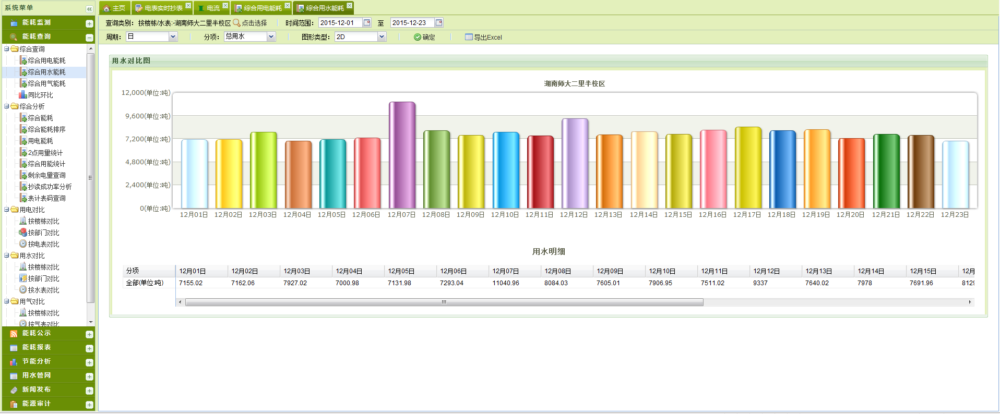 系统菜单
能耗监测
能耗查询
综合查询
综合用电能耗
综合用水能耗
综合用气能耗
同比环比
综合分析
综合能耗
综合能耗排序
用电能耗
2点用量统计
综合用能统计
剩余电量查询
抄读成功率分析
表计表码查询
用电对比
按楼栋对比
按部门对比
按电表对比
用水对比
按楼栋对比
按部门对比
按水表对比
用气对比
按楼栋对比
按气表对比
能耗公示
能耗报表
节能分析
用水管网
新闻发布
能源审计
主页 电表实时抄表 电流 综合用电能耗 综合用水能耗
查询类别: 按楼栋/水表:-湖南师大二里半校区 点击选择 时间范围: 2015-12-01 至 2015-12-23
周期: 日 分项: 总用水 图形类型: 2D 确定 导出Excel
用水对比图
湖南师大二里半校区
12,000(单位:吨)
9,600(单位:吨)
7,200(单位:吨)
4,800(单位:吨)
2,400(单位:吨)
0(单位:吨)
12月01日 12月02日 12月03日 12月04日 12月05日 12月06日 12月07日 12月08日 12月09日 12月10日 12月11日 12月12日 12月13日 12月14日 12月15日 12月16日 12月17日 12月18日 12月19日 12月20日 12月21日 12月22日 12月23日
用水明细
分项 12月01日 12月02日 12月03日 12月04日 12月05日 12月06日 12月07日 12月08日 12月09日 12月10日 12月11日 12月12日 12月13日 12月14日 12月15日 12月
全部(单位:吨) 7155.02 7162.06 7927.02 7000.98 7131.98 7293.04 11040.96 8084.03 7605.01 7906.95 7511.02 9337 7640.02 7978 7691.96 8129